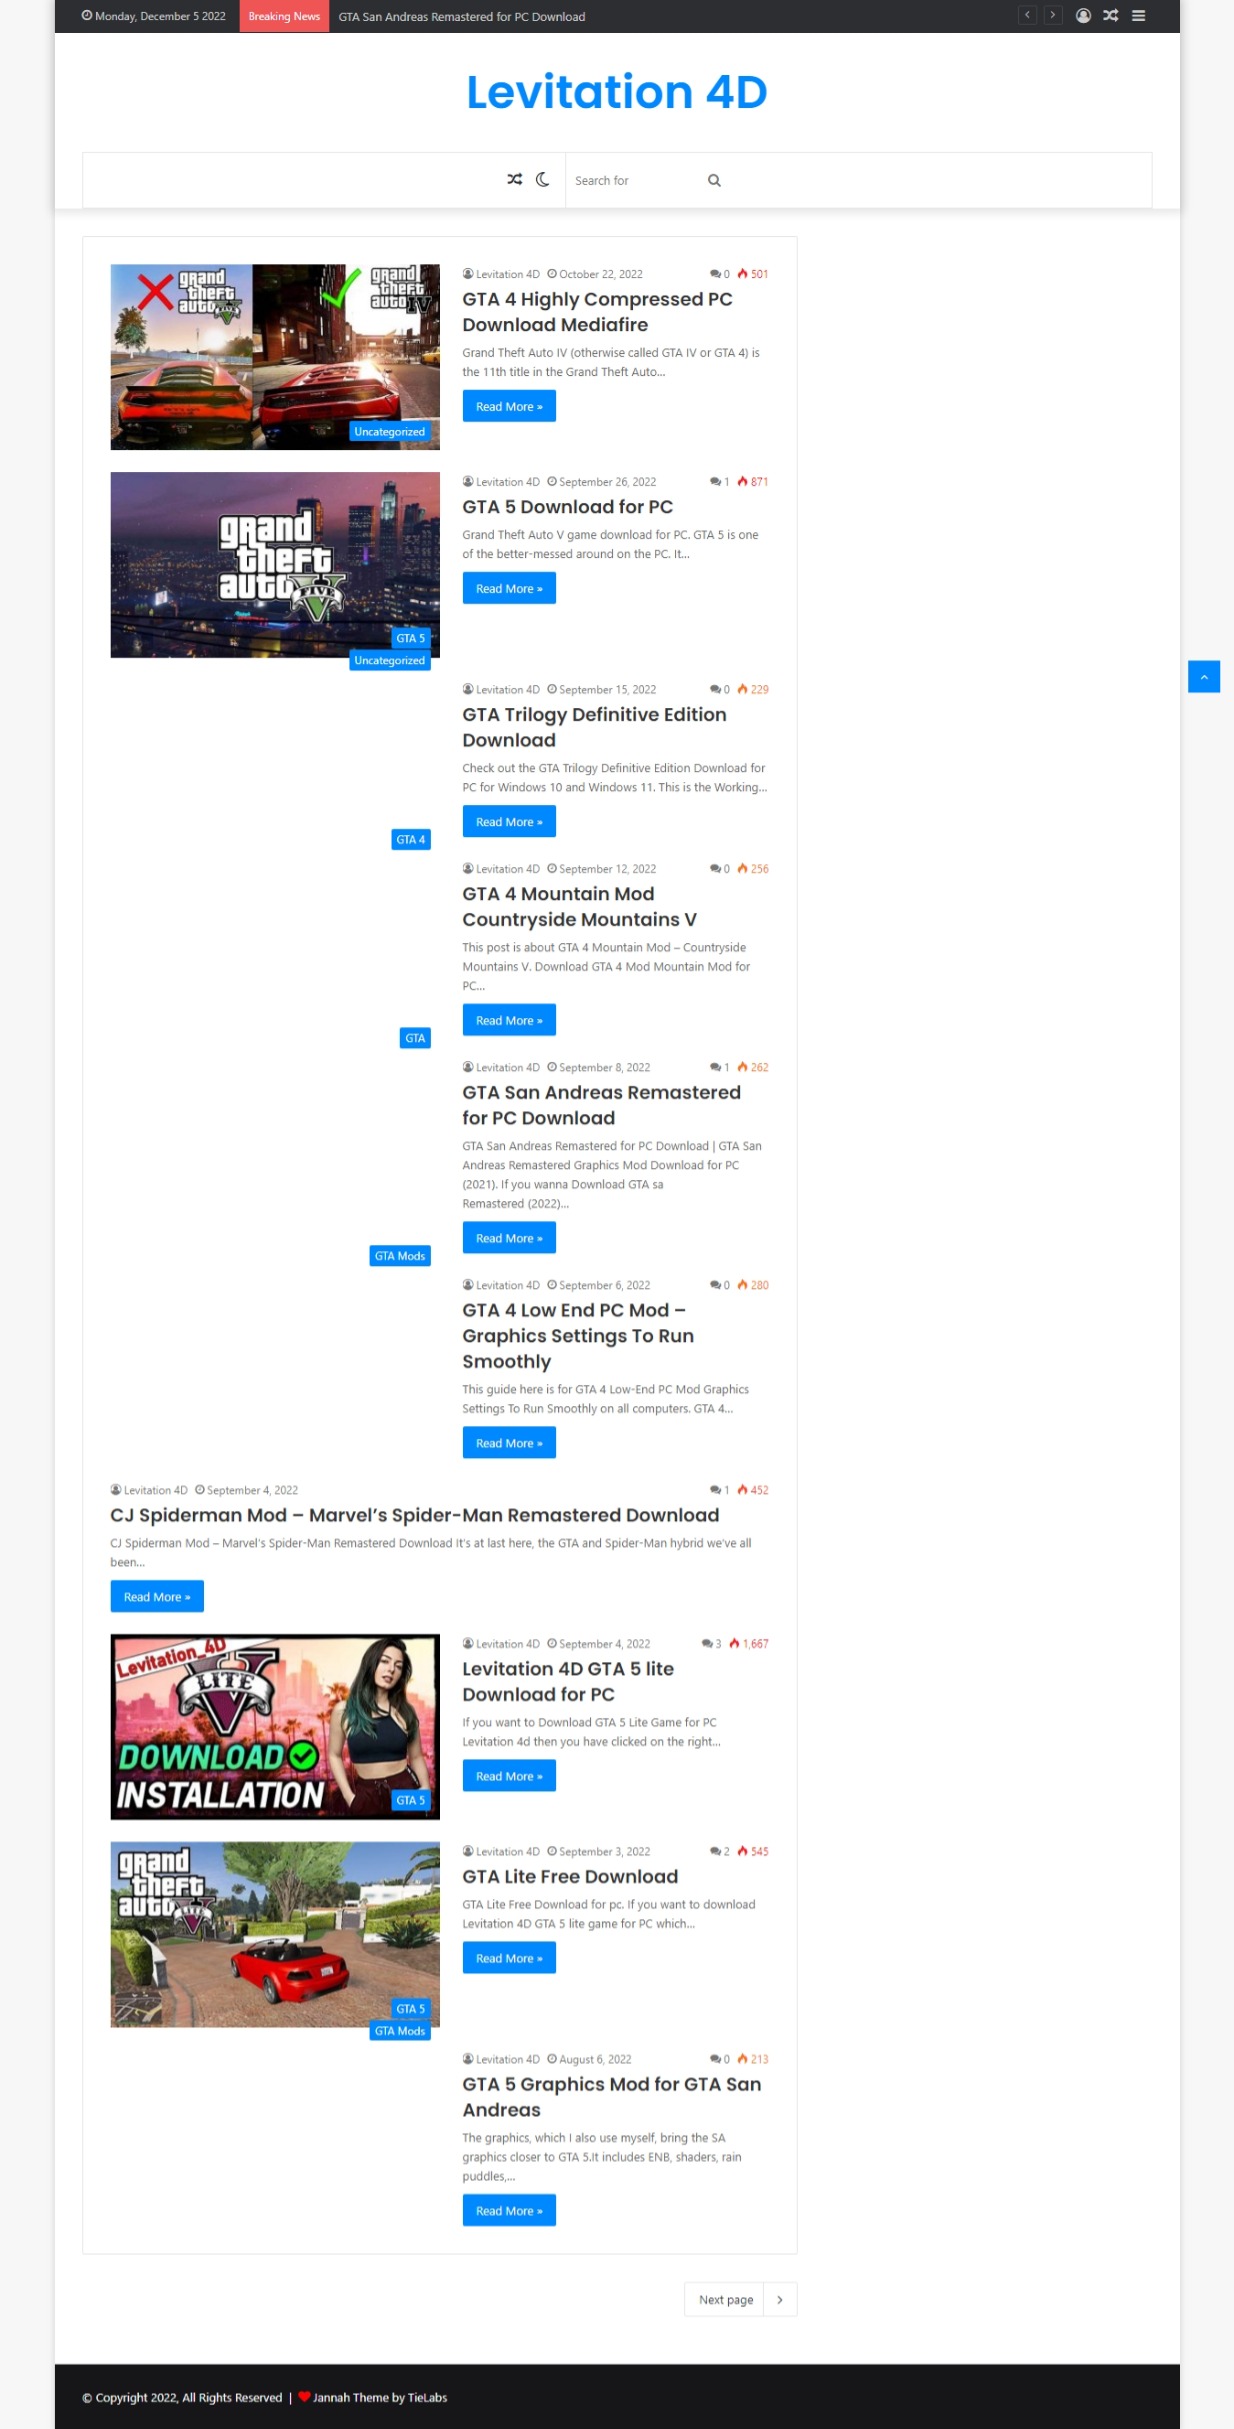 Monday, December 5 2022 Breaking News GTA San Andreas Remastered for PC Download
Levitation 4D
Search for
grand theft auto V
grand theft auto IV
Uncategorized
Levitation 4D October 22, 2022 0 501
GTA 4 Highly Compressed PC
Download Mediafire
Grand Theft Auto IV (otherwise called GTA IV or GTA 4) is
the 11th title in the Grand Theft Auto...
Read More »
grand
theft
auto V
FIVE
GTA 5
Uncategorized
Levitation 4D September 26, 2022 1 871
GTA 5 Download for PC
Grand Theft Auto V game download for PC. GTA 5 is one
of the better-messed around on the PC. It...
Read More »
Levitation 4D September 15, 2022 0 229
GTA Trilogy Definitive Edition
Download
Check out the GTA Trilogy Definitive Edition Download for
PC for Windows 10 and Windows 11. This is the Working...
Read More »
GTA 4
Levitation 4D September 12, 2022 0 256
GTA 4 Mountain Mod
Countryside Mountains V
This post is about GTA 4 Mountain Mod – Countryside
Mountains V. Download GTA 4 Mod Mountain Mod for
PC...
Read More »
GTA
Levitation 4D September 8, 2022 1 262
GTA San Andreas Remastered
for PC Download
GTA San Andreas Remastered for PC Download | GTA San
Andreas Remastered Graphics Mod Download for PC
(2021). If you wanna Download GTA sa
Remastered (2022)...
Read More »
GTA Mods
Levitation 4D September 6, 2022 0 280
GTA 4 Low End PC Mod –
Graphics Settings To Run
Smoothly
This guide here is for GTA 4 Low-End PC Mod Graphics
Settings To Run Smoothly on all computers. GTA 4...
Read More »
Levitation 4D September 4, 2022 1 452
CJ Spiderman Mod – Marvel's Spider-Man Remastered Download
CJ Spiderman Mod – Marvel's Spider-Man Remastered Download It's at last here, the GTA and Spider-Man hybrid we've all
been...
Read More »
Levitation_4D
V
LITE
DOWNLOAD
INSTALLATION
GTA 5
Levitation 4D September 4, 2022 3 1,667
Levitation 4D GTA 5 lite
Download for PC
If you want to Download GTA 5 Lite Game for PC
Levitation 4d then you have clicked on the right...
Read More »
grand
theft
auto V
GTA 5
GTA Mods
Levitation 4D September 3, 2022 2 545
GTA Lite Free Download
GTA Lite Free Download for pc. If you want to download
Levitation 4D GTA 5 lite game for PC which...
Read More »
Levitation 4D August 6, 2022 0 213
GTA 5 Graphics Mod for GTA San
Andreas
The graphics, which I also use myself, bring the SA
graphics closer to GTA 5.It includes ENB, shaders, rain
puddles,...
Read More »
Next page
© Copyright 2022, All Rights Reserved | Jannah Theme by TieLabs